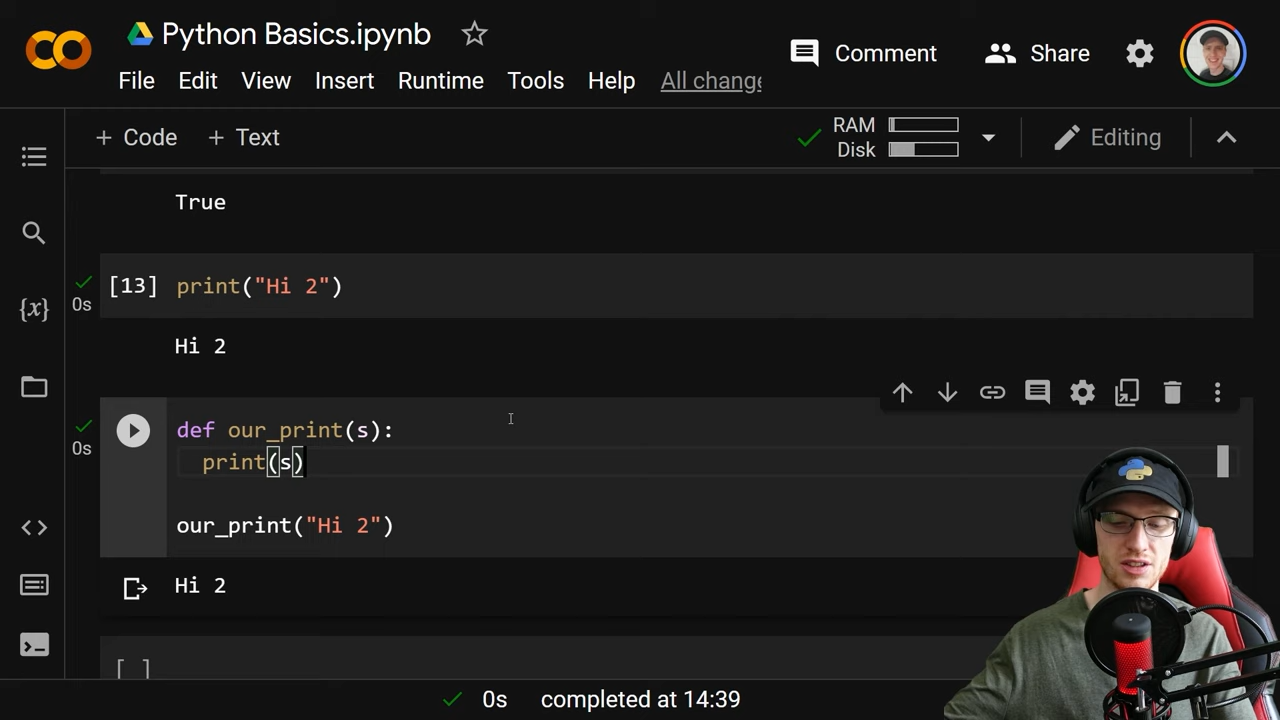 Python Basics.ipynb
Comment
Share
File Edit View Insert Runtime Tools Help All change
+ Code + Text
RAM
Disk
Editing
True
[13] print("Hi 2")
0s
Hi 2
def our_print(s):
0s
print(s)
our_print("Hi 2")
Hi 2
{x}
[ ]
0s completed at 14:39